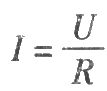 I = U / R